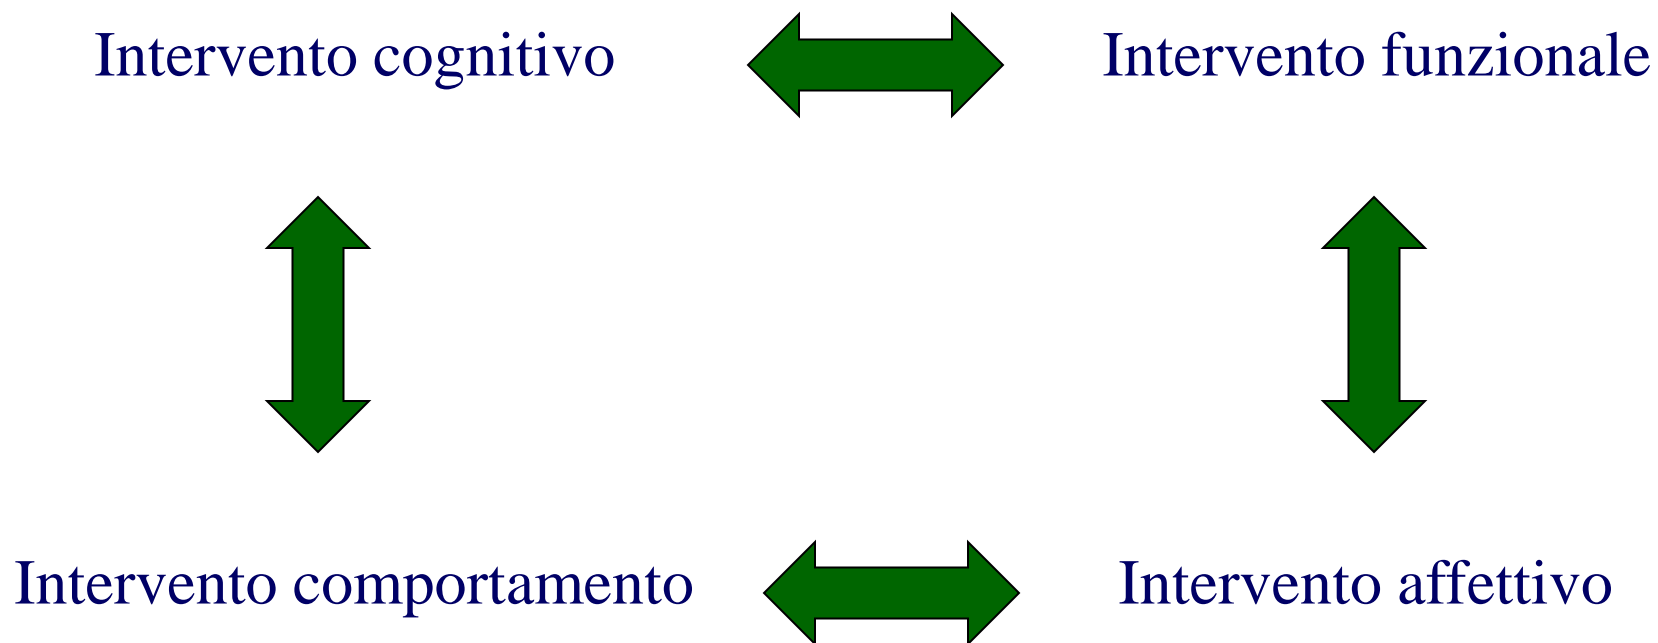 Intervento cognitivo
Intervento funzionale
Intervento comportamento
Intervento affettivo